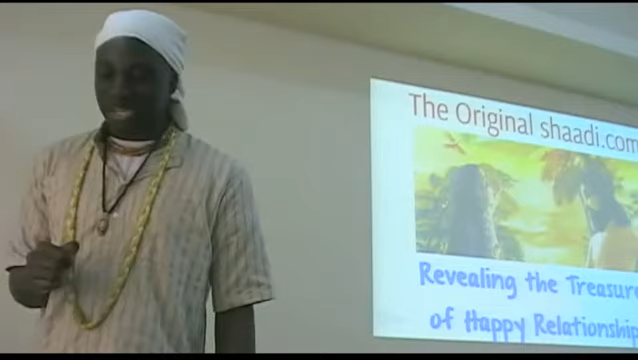 The Original shaadi.com
Revealing the Treasure
of Happy Relationship